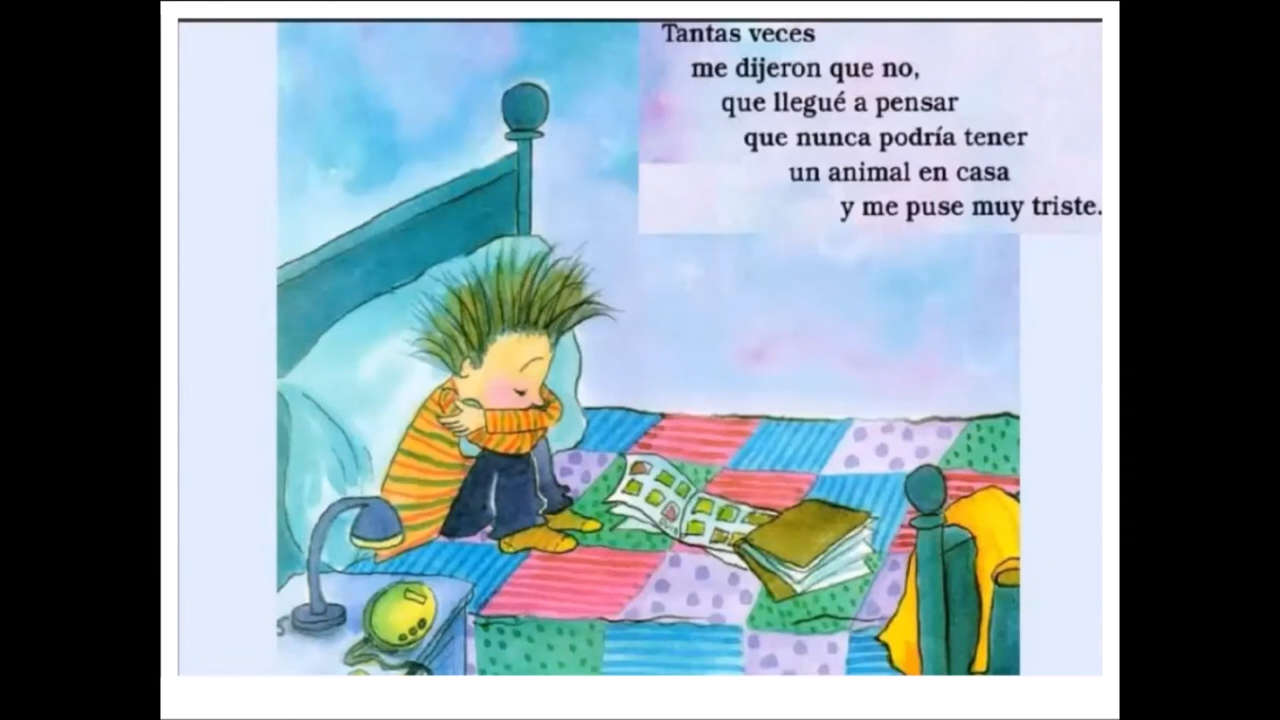 Tantas veces
me dijeron que no,
que llegué a pensar
que nunca podría tener
un animal en casa
y me puse muy triste.